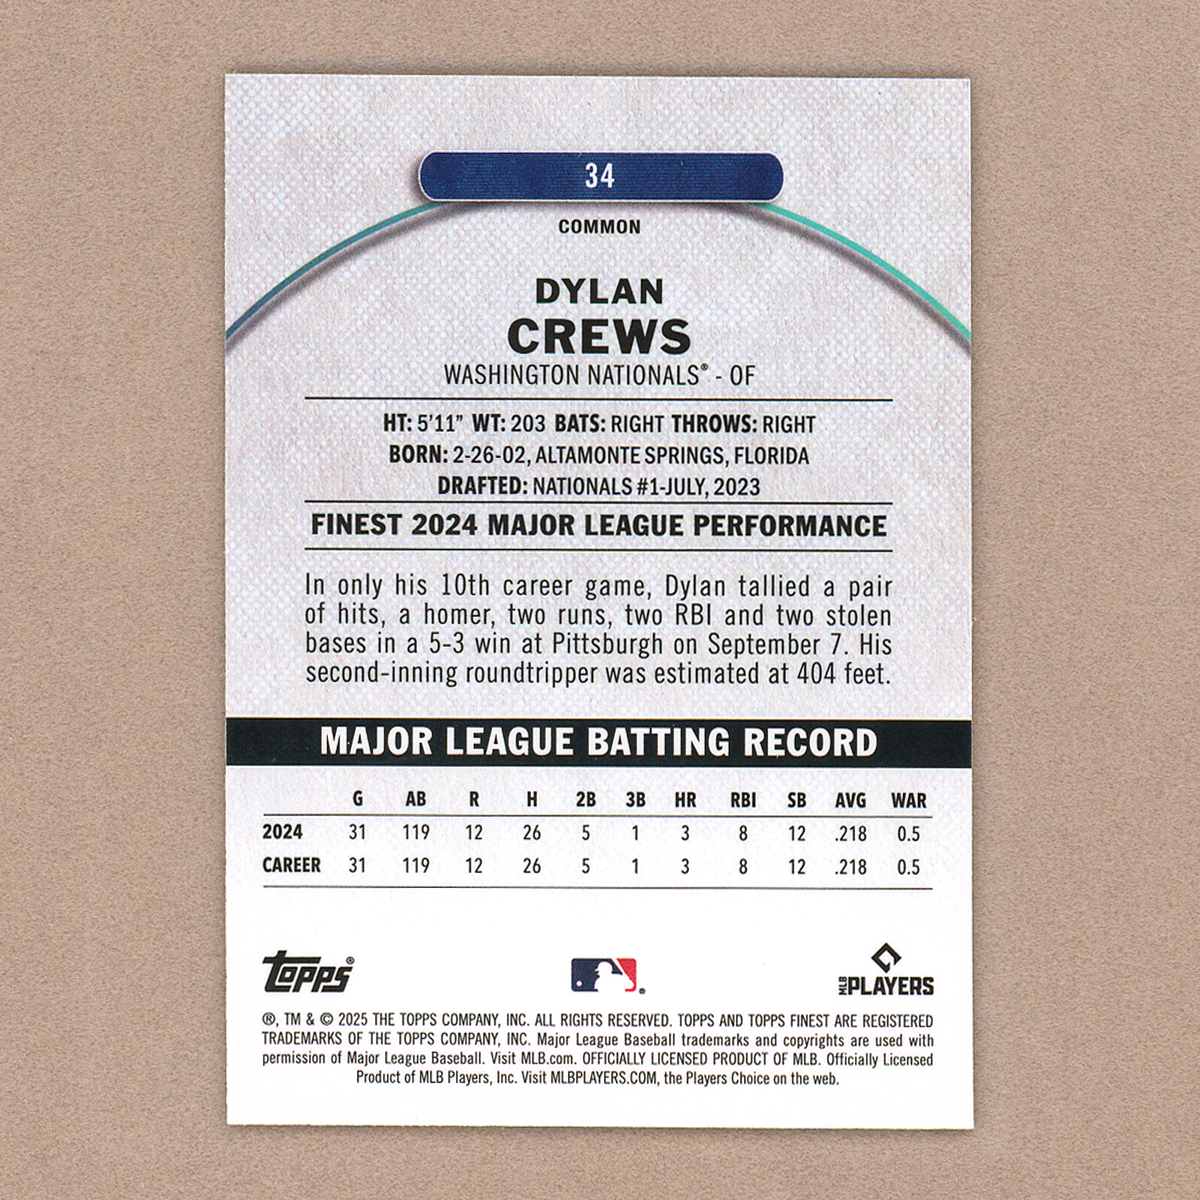 34
COMMON
DYLAN
CREWS
WASHINGTON NATIONALS® - OF
HT: 5'11" WT: 203 BATS: RIGHT THROWS: RIGHT
BORN: 2-26-02, ALTAMONTE SPRINGS, FLORIDA
DRAFTED: NATIONALS #1-JULY, 2023
FINEST 2024 MAJOR LEAGUE PERFORMANCE
In only his 10th career game, Dylan tallied a pair
of hits, a homer, two runs, two RBI and two stolen
bases in a 5-3 win at Pittsburgh on September 7. His
second-inning roundtripper was estimated at 404 feet.
MAJOR LEAGUE BATTING RECORD
G AB R H 2B 3B HR RBI SB AVG WAR
2024 31 119 12 26 5 1 3 8 12 .218 0.5
CAREER 31 119 12 26 5 1 3 8 12 .218 0.5
topps® ® MLB PLAYERS
®, TM & © 2025 THE TOPPS COMPANY, INC. ALL RIGHTS RESERVED. TOPPS AND TOPPS FINEST ARE REGISTERED
TRADEMARKS OF THE TOPPS COMPANY, INC. Major League Baseball trademarks and copyrights are used with
permission of Major League Baseball. Visit MLB.com. OFFICIALLY LICENSED PRODUCT OF MLB. Officially Licensed
Product of MLB Players, Inc. Visit MLBPLAYERS.COM, the Players Choice on the web.